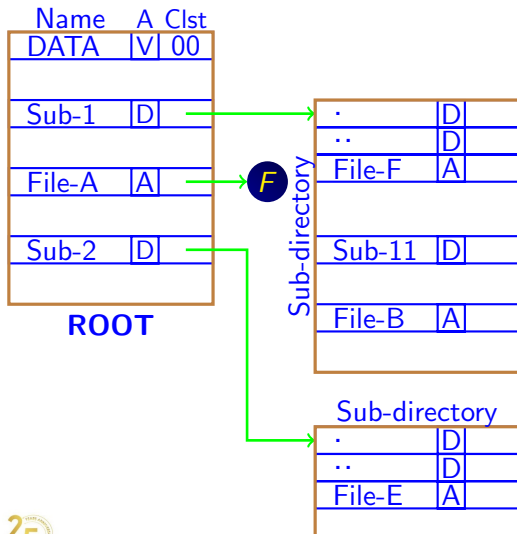 Name A Clst
DATA V 00
Sub-1 D
File-A A
F
Sub-2 D
ROOT
Sub-directory
. D
.. D
File-F A
Sub-11 D
File-B A
Sub-directory
. D
.. D
File-E A